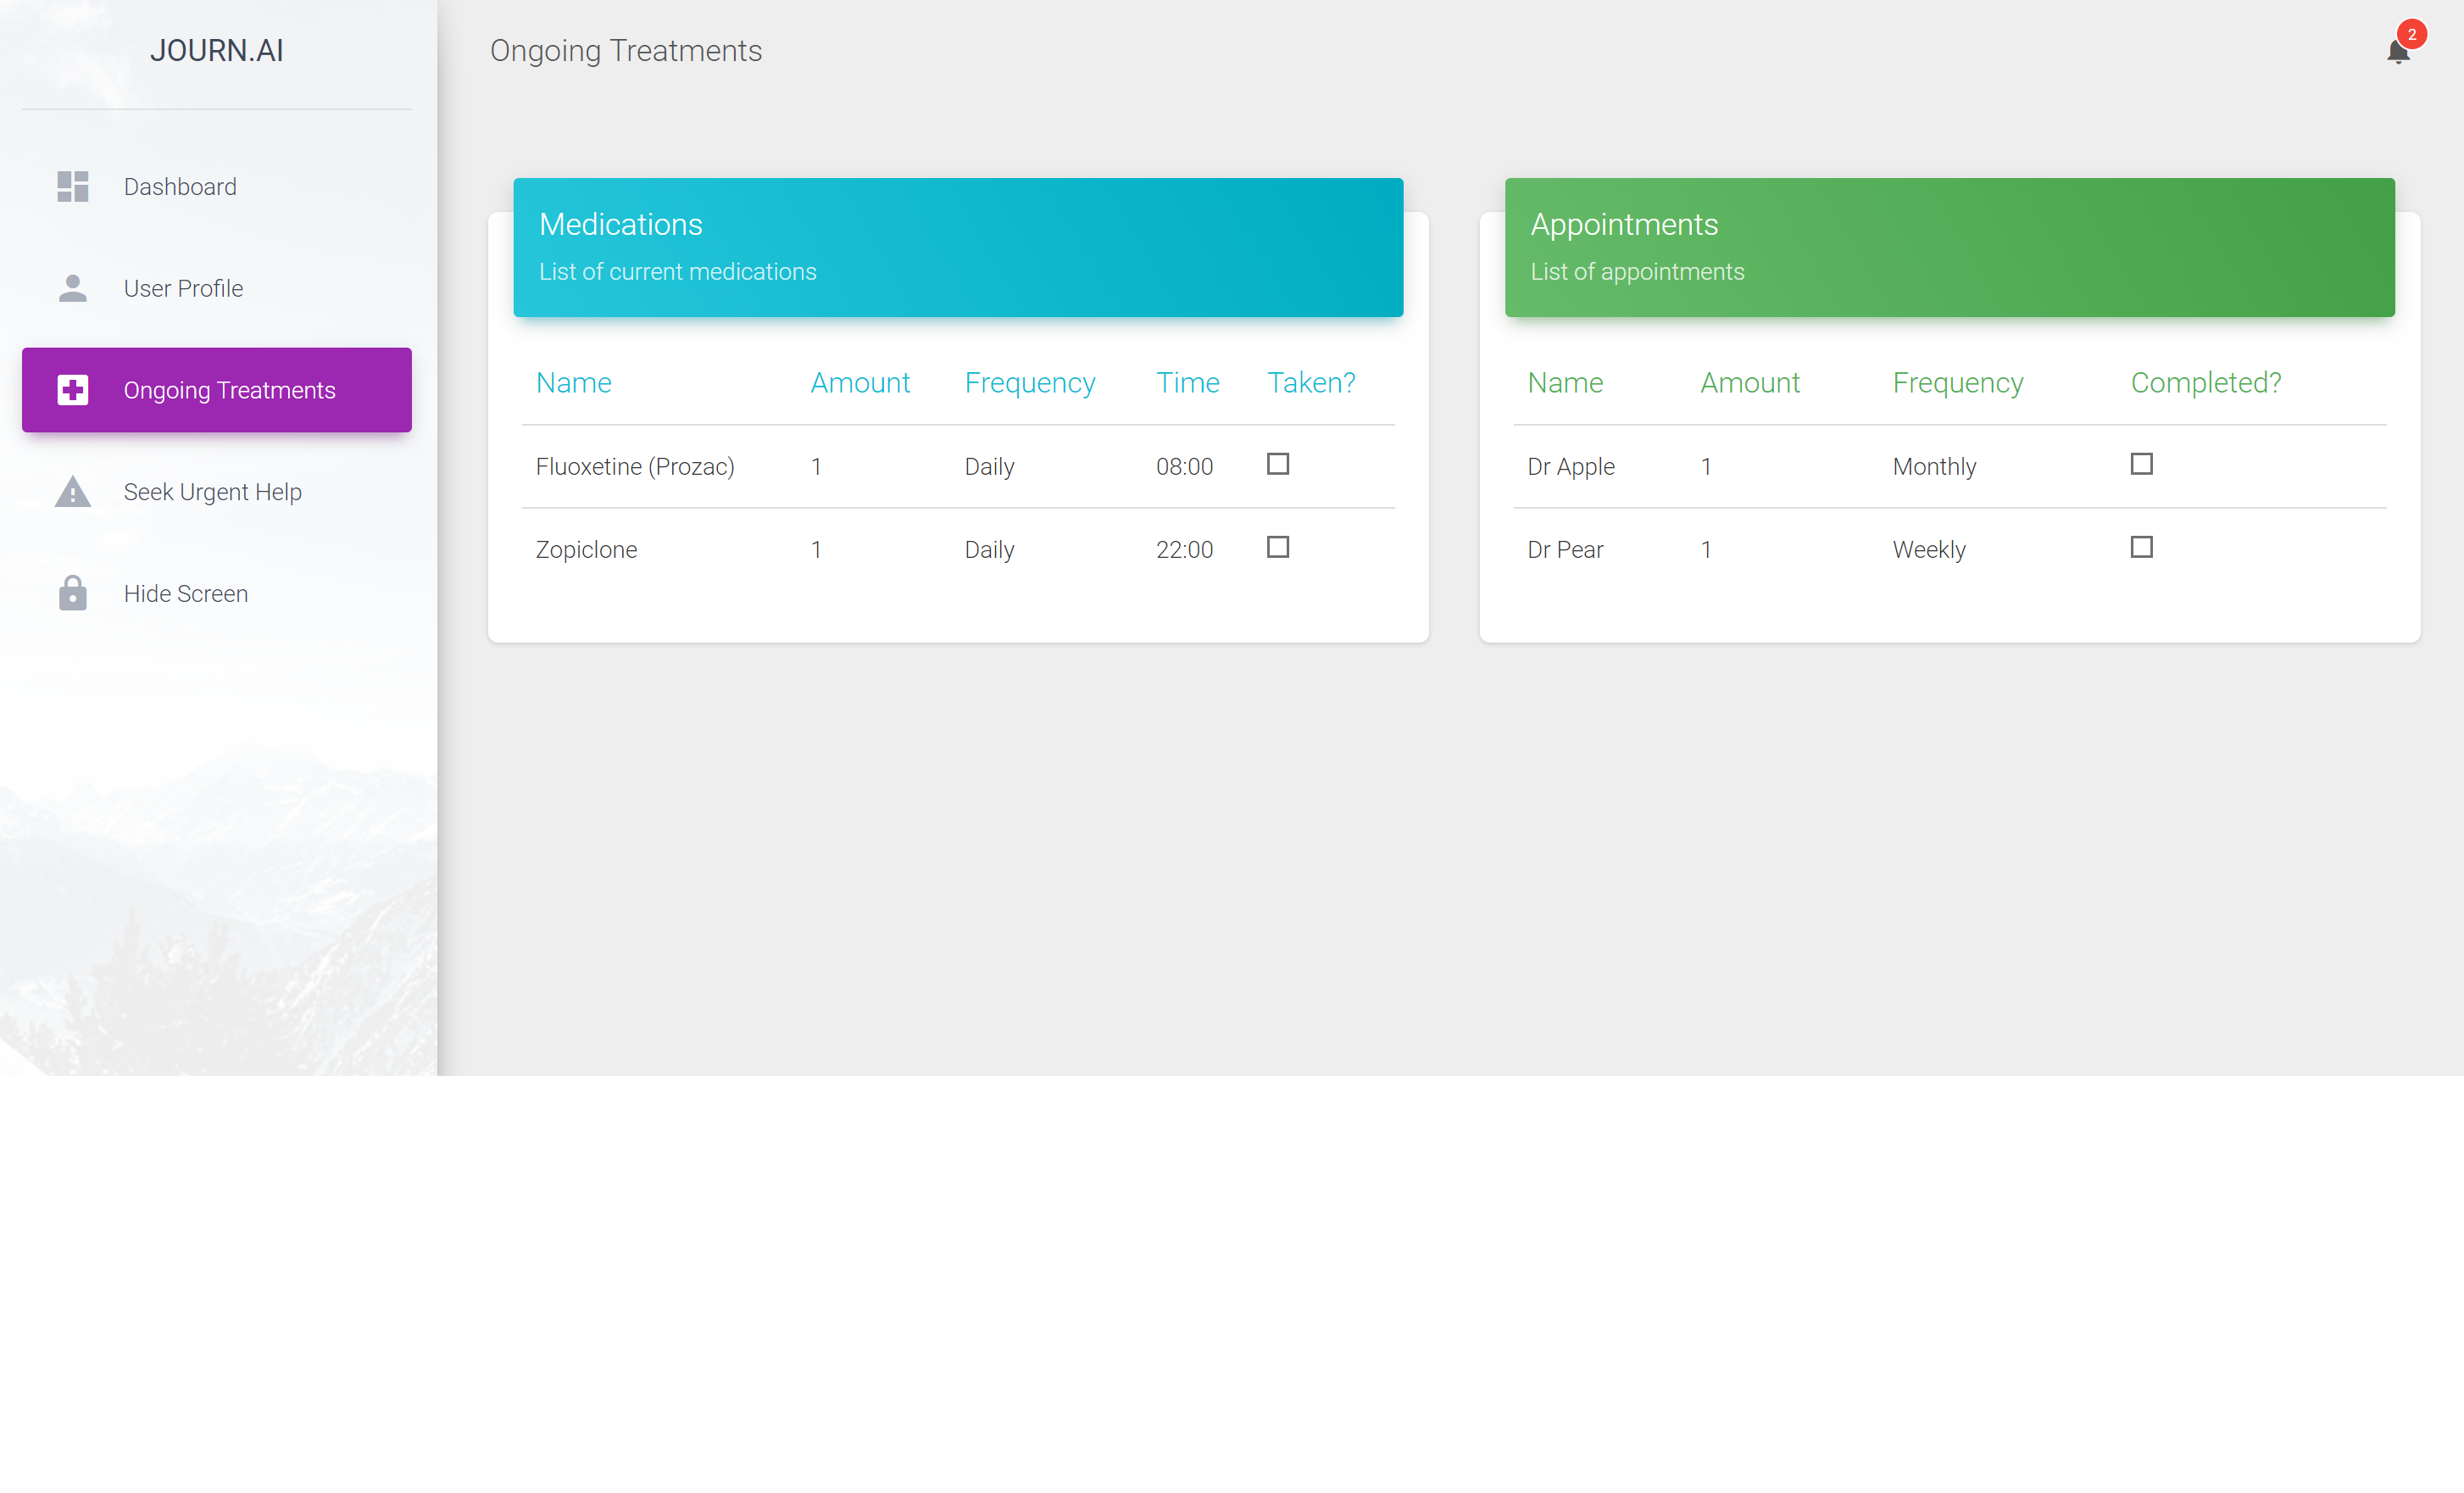 JOURN.AI
Dashboard
User Profile
Ongoing Treatments
Seek Urgent Help
Hide Screen
Ongoing Treatments
2
Medications
List of current medications
Name Amount Frequency Time Taken?
Fluoxetine (Prozac) 1 Daily 08:00
Zopiclone 1 Daily 22:00
Appointments
List of appointments
Name Amount Frequency Completed?
Dr Apple 1 Monthly
Dr Pear 1 Weekly